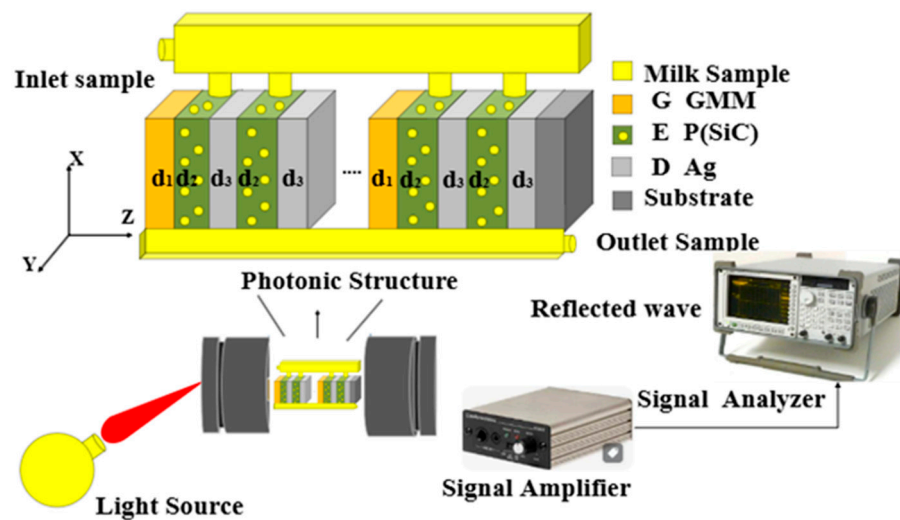 Inlet sample
Milk Sample
G GMM
E P(SiC)
D Ag
Substrate
X
Z
Y
d₁ d₂ d₃ d₂ d₃ .... d₁ d₂ d₃ d₂ d₃
Outlet Sample
Photonic Structure
Reflected wave
Signal Analyzer
Signal Amplifier
Light Source